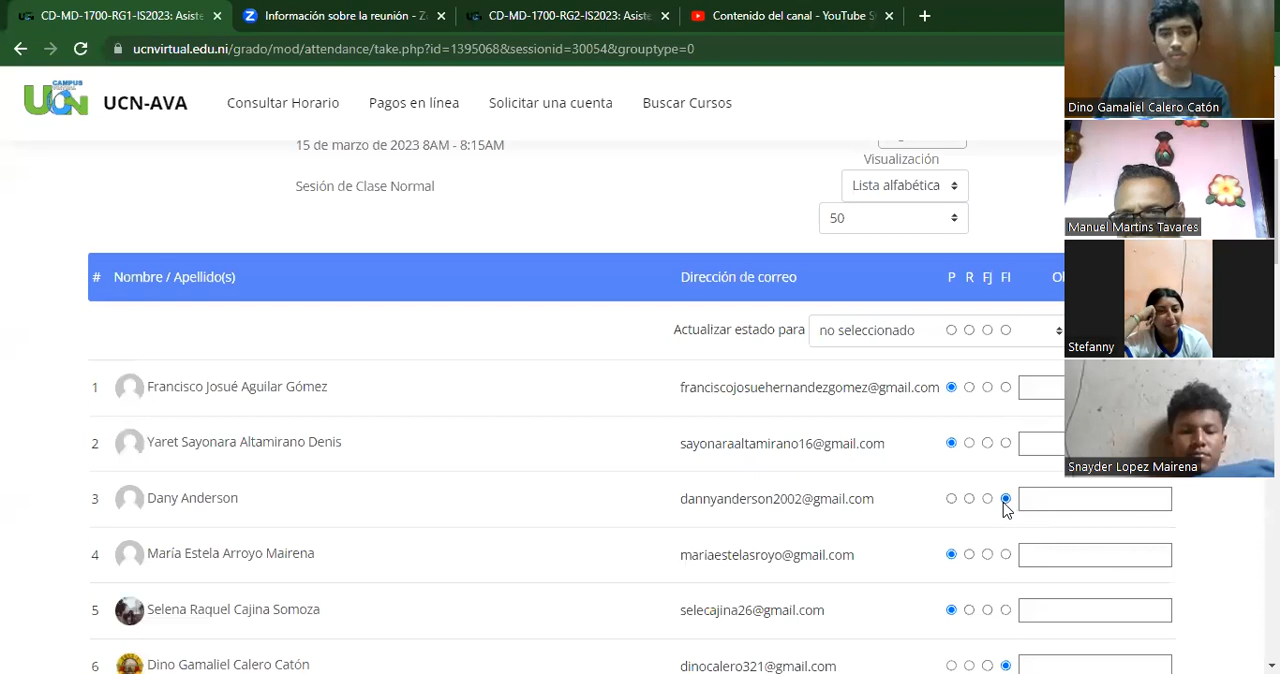 CD-MD-1700-RG1-IS2023: Asiste
Información sobre la reunión - Zo
CD-MD-1700-RG2-IS2023: Asiste
Contenido del canal - YouTube S
ucnvirtual.edu.ni/grado/mod/attendance/take.php?id=1395068&sessionid=30054&grouptype=0
CAMPUS
UCN
UCN-AVA
Consultar Horario
Pagos en línea
Solicitar una cuenta
Buscar Cursos
15 de marzo de 2023 8AM - 8:15AM
Visualización
Sesión de Clase Normal
Lista alfabética
50
# Nombre / Apellido(s) Dirección de correo P R FJ FI
Actualizar estado para no seleccionado
1 Francisco Josué Aguilar Gómez franciscojosuehernandezgomez@gmail.com
2 Yaret Sayonara Altamirano Denis sayonaraaltamirano16@gmail.com
3 Dany Anderson dannyanderson2002@gmail.com
4 María Estela Arroyo Mairena mariaestelasroyo@gmail.com
5 Selena Raquel Cajina Somoza selecajina26@gmail.com
6 Dino Gamaliel Calero Catón dinocalero321@gmail.com
Dino Gamaliel Calero Catón
Manuel Martins Tavares
Stefanny
Snayder Lopez Mairena